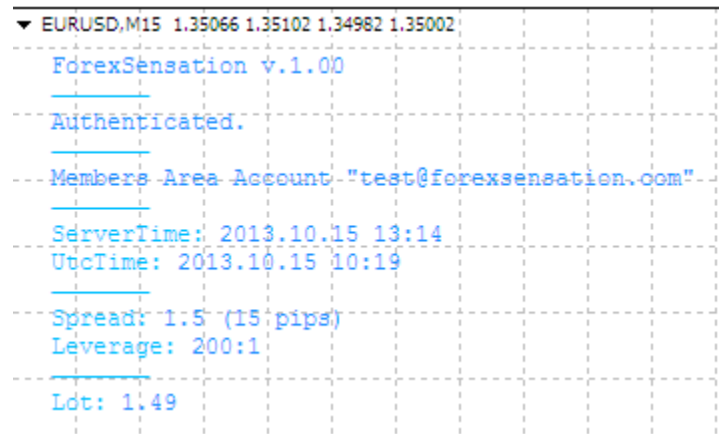 EURUSD,M15 1.35066 1.35102 1.34982 1.35002
ForexSensation v.1.00
Authenticated.
Members Area Account "test@forexsensation.com"
ServerTime: 2013.10.15 13:14
UtcTime: 2013.10.15 10:19
Spread: 1.5 (15 pips)
Leverage: 200:1
Lot: 1.49